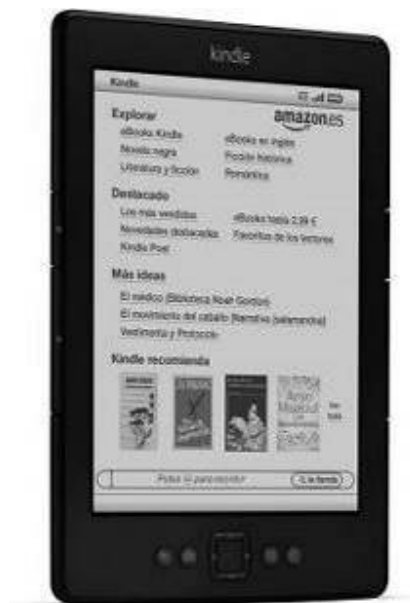 kindle
Kindle
amazon.es
Explorar
eBooks Kindle
eBooks en inglés
Novela negra
Ficción histórica
Literatura y ficción
Romántica
Destacado
Los más vendidos
eBooks hasta 2,99 €
Novedades destacadas
Favoritos de los lectores
Kindle Post
Más ideas
El médico (Biblioteca Noah Gordon)
El movimiento del caballo (Narrativa (salamandra)
Vestimenta y Protocolo
Kindle recomienda
Ver
Pulsa para escribir
la tienda